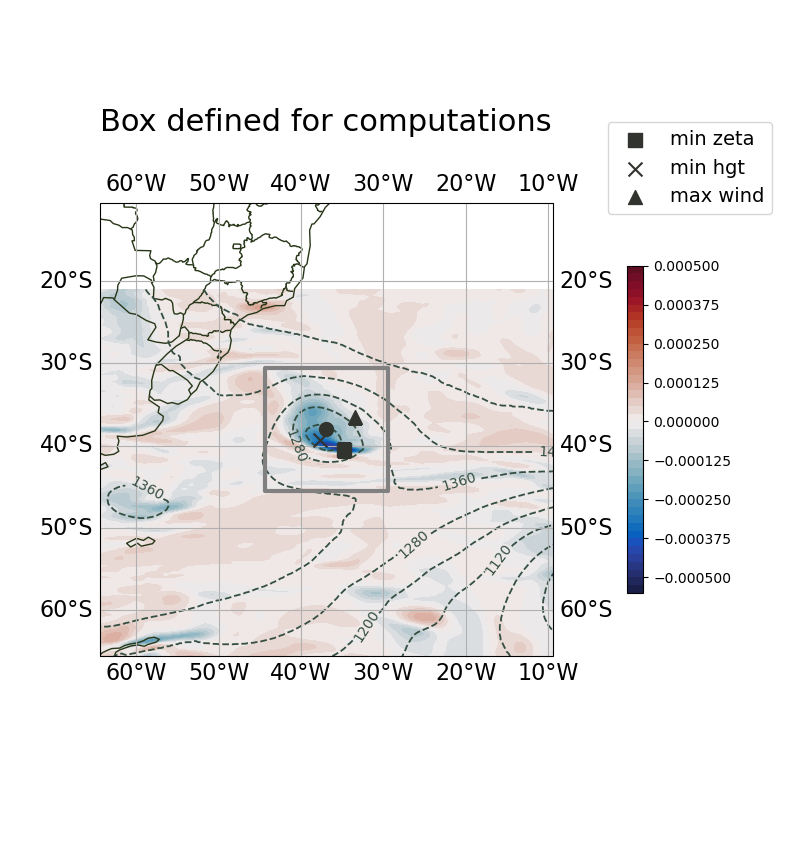 Box defined for computations
min zeta
min hgt
max wind
60°W 50°W 40°W 30°W 20°W 10°W
20°S 20°S
30°S 30°S
40°S 40°S
50°S 50°S
60°S 60°S
60°W 50°W 40°W 30°W 20°W 10°W
1280
14
1360
1360
1280
1120
1200
0.000500
0.000375
0.000250
0.000125
0.000000
−0.000125
−0.000250
−0.000375
−0.000500